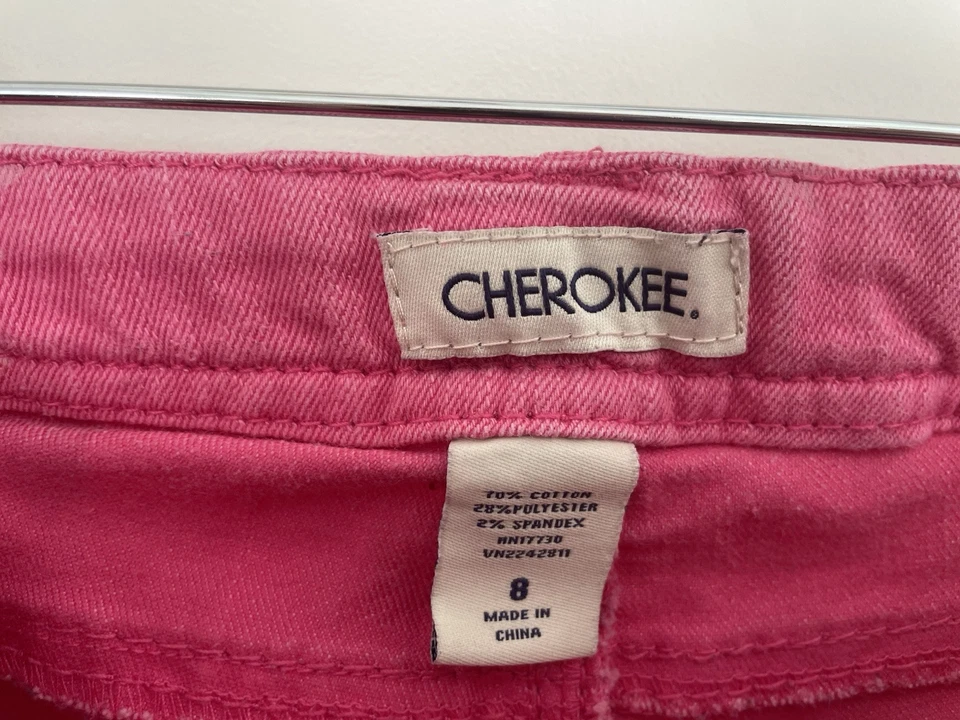 CHEROKEE.
70% COTTON
28%POLYESTER
2% SPANDEX
RN17730
VN2242811
8
MADE IN
CHINA